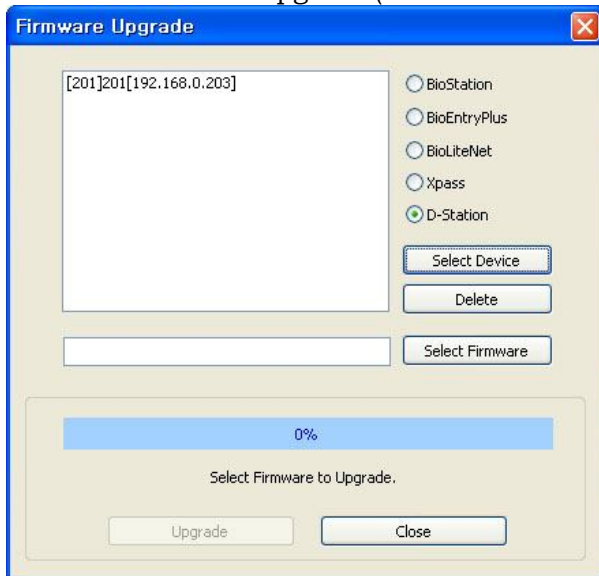 Firmware Upgrade
[201]201[192.168.0.203]
BioStation
BioEntryPlus
BioLiteNet
Xpass
D-Station
Select Device
Delete
Select Firmware
0%
Select Firmware to Upgrade.
Upgrade
Close